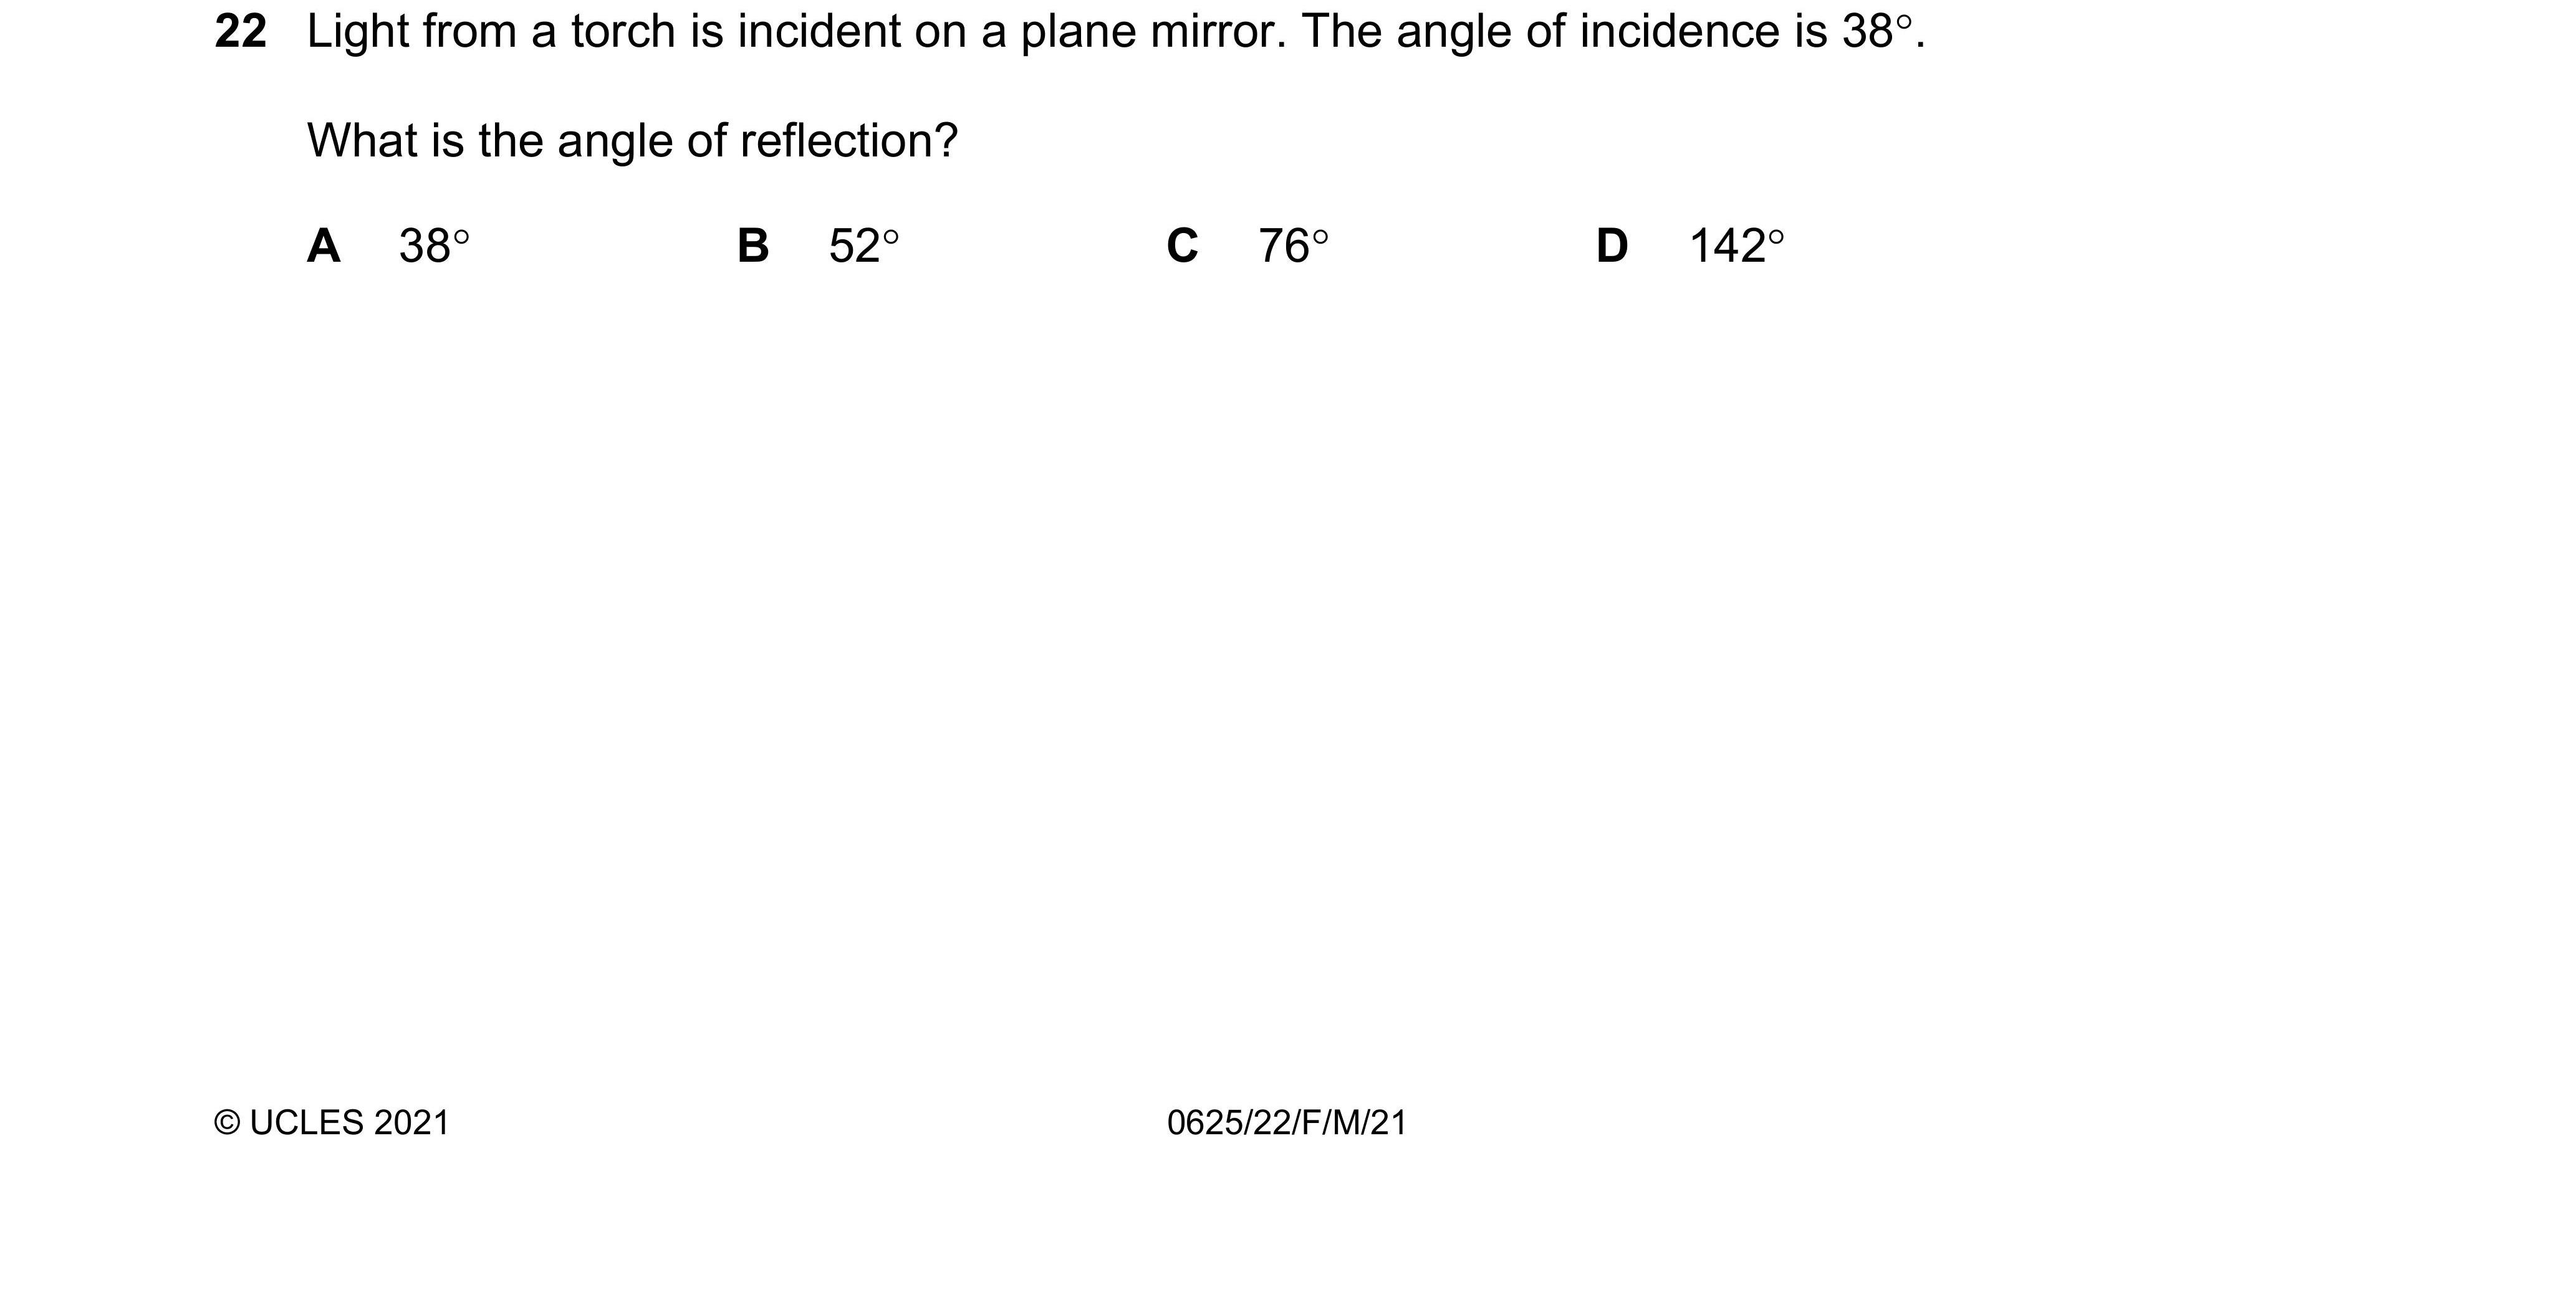 22 Light from a torch is incident on a plane mirror. The angle of incidence is 38°.
What is the angle of reflection?
A 38° B 52° C 76° D 142°
© UCLES 2021 0625/22/F/M/21